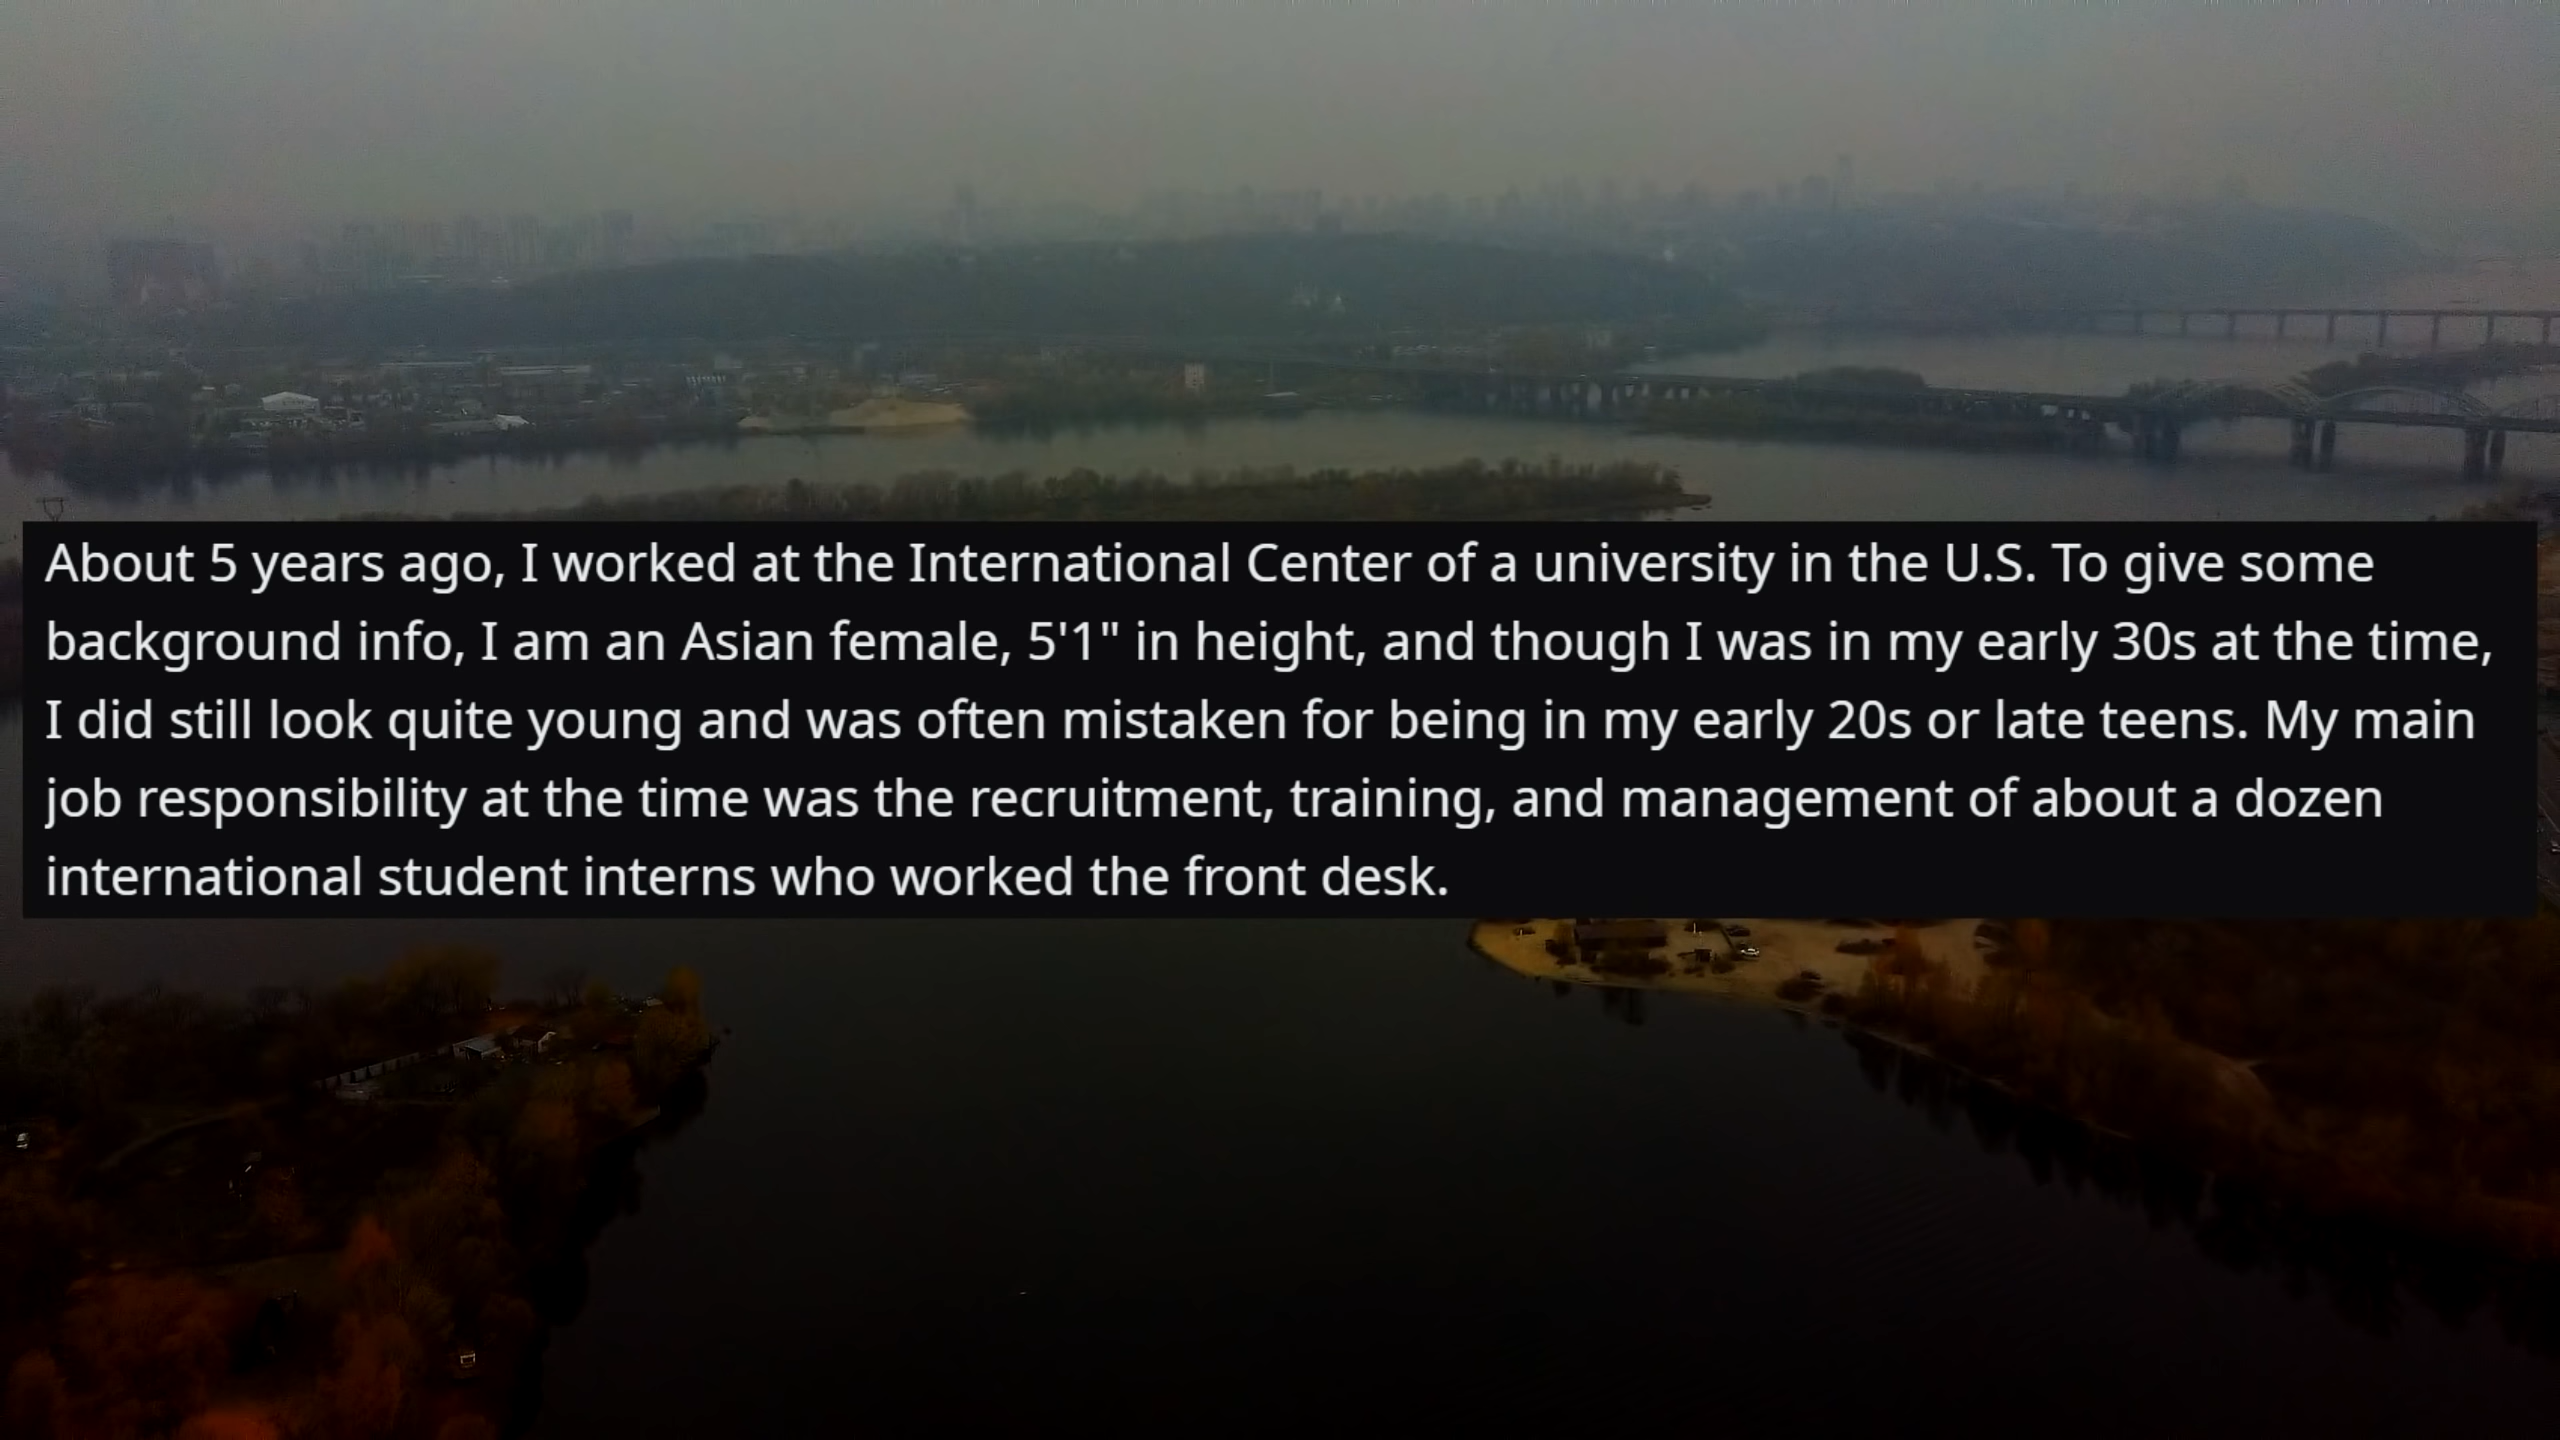 About 5 years ago, I worked at the International Center of a university in the U.S. To give some
background info, I am an Asian female, 5'1" in height, and though I was in my early 30s at the time,
I did still look quite young and was often mistaken for being in my early 20s or late teens. My main
job responsibility at the time was the recruitment, training, and management of about a dozen
international student interns who worked the front desk.